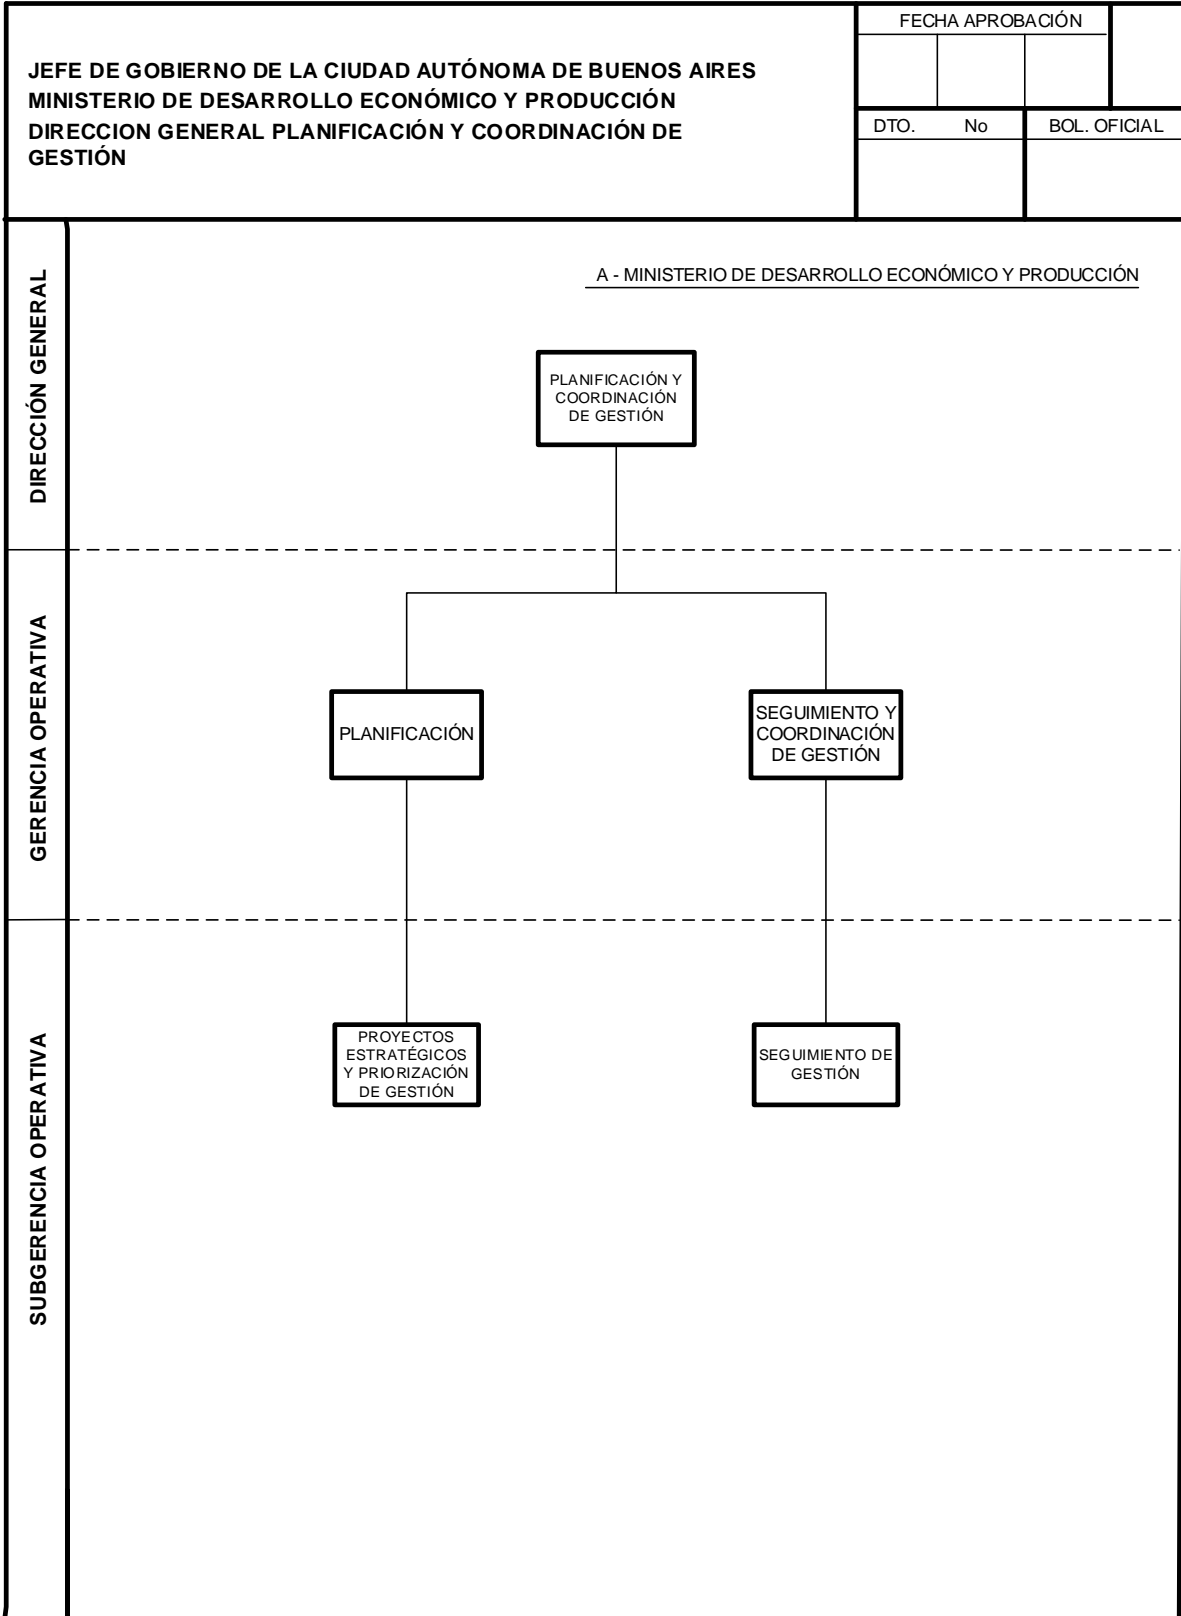 JEFE DE GOBIERNO DE LA CIUDAD AUTÓNOMA DE BUENOS AIRES
MINISTERIO DE DESARROLLO ECONÓMICO Y PRODUCCIÓN
DIRECCION GENERAL PLANIFICACIÓN Y COORDINACIÓN DE
GESTIÓN
FECHA APROBACIÓN
DTO. No
BOL. OFICIAL
A - MINISTERIO DE DESARROLLO ECONÓMICO Y PRODUCCIÓN
DIRECCIÓN GENERAL
PLANIFICACIÓN Y
COORDINACIÓN
DE GESTIÓN
GERENCIA OPERATIVA
PLANIFICACIÓN
SEGUIMIENTO Y
COORDINACIÓN
DE GESTIÓN
SUBGERENCIA OPERATIVA
PROYECTOS
ESTRATÉGICOS
Y PRIORIZACIÓN
DE GESTIÓN
SEGUIMIENTO DE
GESTIÓN